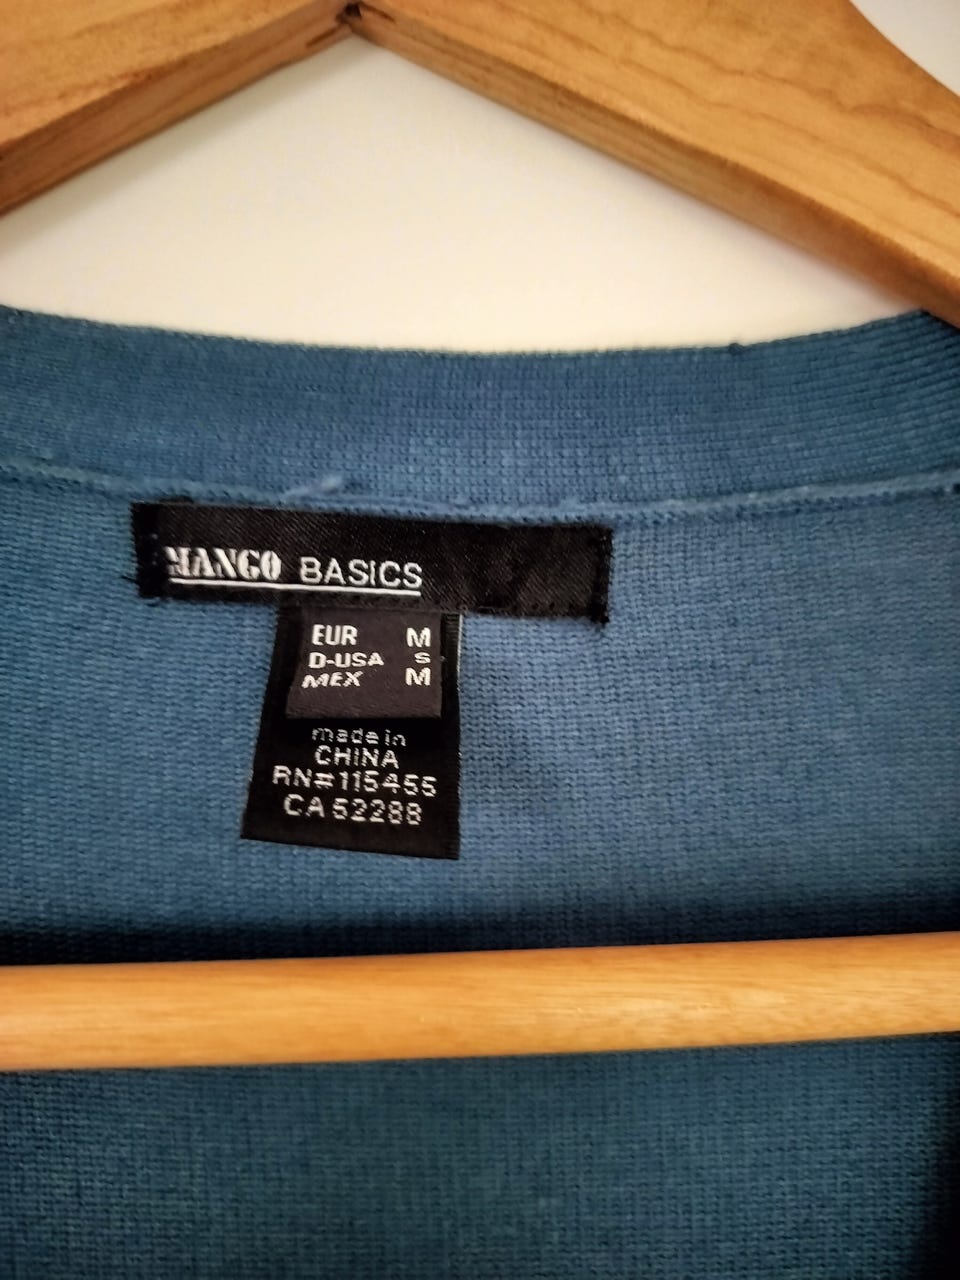 MANGO BASICS
EUR M
D-USA S
MEX M
made in
CHINA
RN#115455
CA 52288